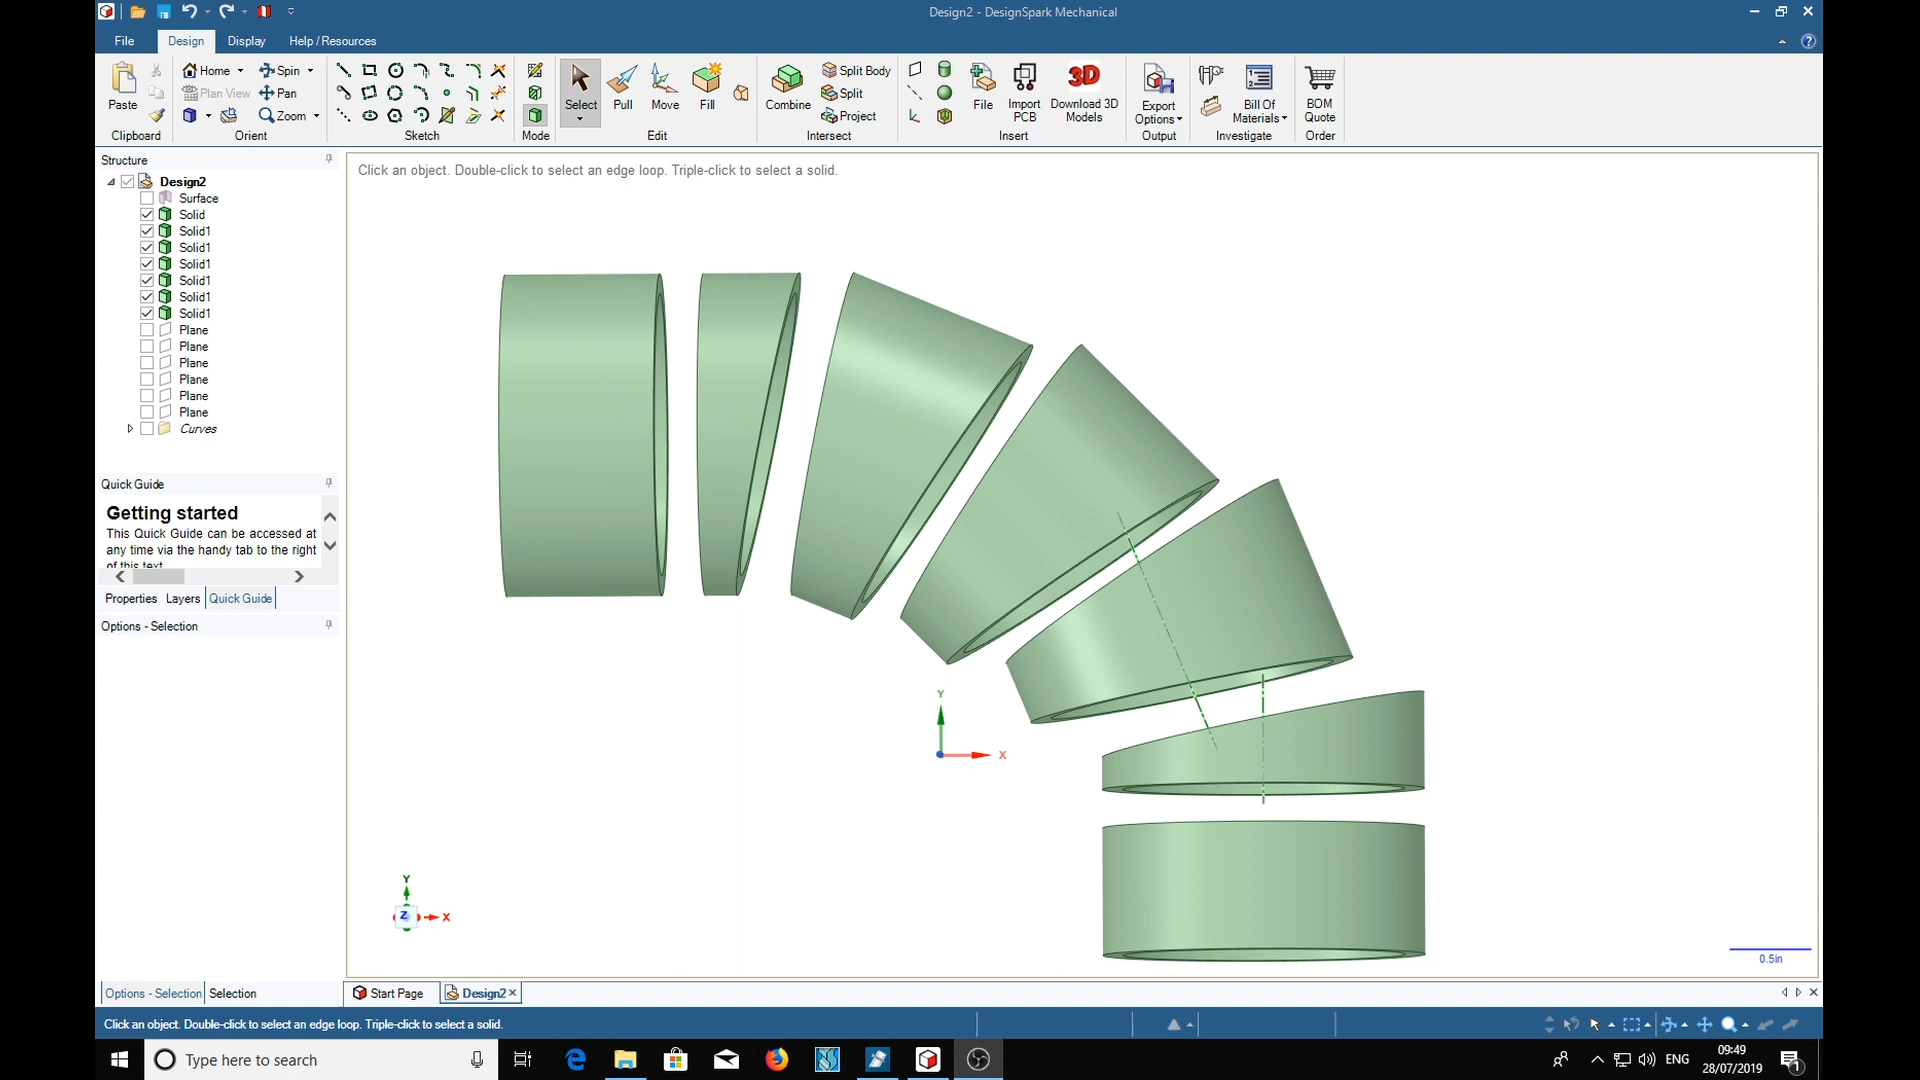 Design2 - DesignSpark Mechanical
File Design Display Help / Resources
Paste
Clipboard
Home
Plan View
Spin
Pan
Zoom
Orient
Sketch
Mode
Select
Pull
Move
Fill
Edit
Combine
Split Body
Split
Project
Intersect
File
Import PCB
3D
Download 3D Models
Insert
Export Options
Output
Bill Of Materials
Investigate
BOM Quote
Order
Structure
Design2
Surface
Solid
Solid1
Solid1
Solid1
Solid1
Solid1
Solid1
Plane
Plane
Plane
Plane
Plane
Plane
Curves
Quick Guide
Getting started
This Quick Guide can be accessed at
any time via the handy tab to the right
of this text
Properties Layers Quick Guide
Options - Selection
Click an object. Double-click to select an edge loop. Triple-click to select a solid.
Y
X
Y
Z
X
0.5in
Options - Selection Selection
Start Page Design2
Click an object. Double-click to select an edge loop. Triple-click to select a solid.
Type here to search
ENG
09:49
28/07/2019
1